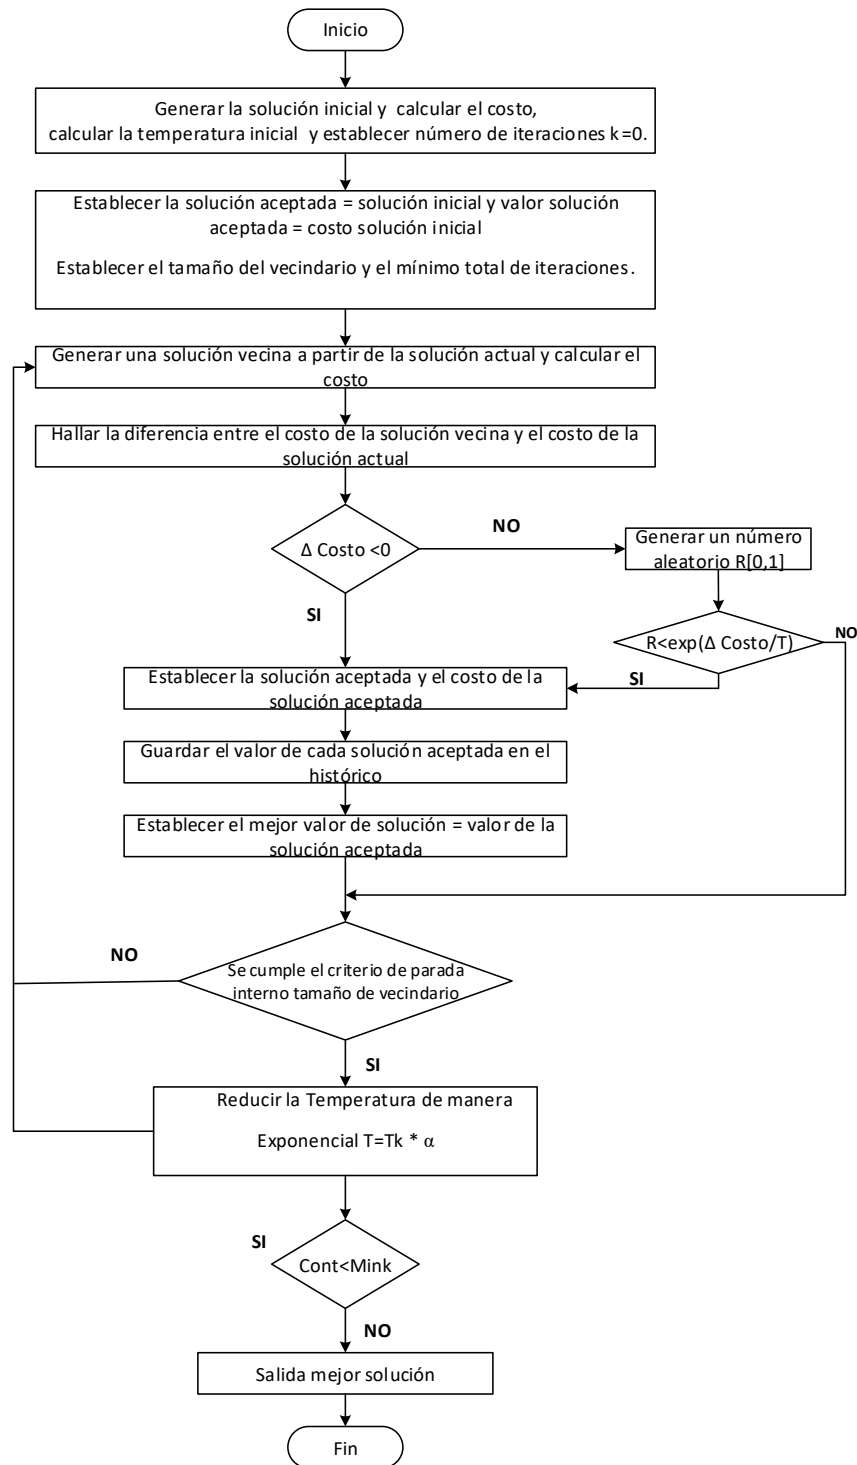 Inicio
Generar la solución inicial y calcular el costo,
calcular la temperatura inicial y establecer número de iteraciones k=0.
Establecer la solución aceptada = solución inicial y valor solución
aceptada = costo solución inicial
Establecer el tamaño del vecindario y el mínimo total de iteraciones.
Generar una solución vecina a partir de la solución actual y calcular el
costo
Hallar la diferencia entre el costo de la solución vecina y el costo de la
solución actual
Δ Costo <0
NO
Generar un número
aleatorio R[0,1]
SI
R<exp(Δ Costo/T)
NO
SI
Establecer la solución aceptada y el costo de la
solución aceptada
Guardar el valor de cada solución aceptada en el
histórico
Establecer el mejor valor de solución = valor de la
solución aceptada
NO
Se cumple el criterio de parada
interno tamaño de vecindario
SI
Reducir la Temperatura de manera
Exponencial T=Tk * α
SI
Cont<Mink
NO
Salida mejor solución
Fin